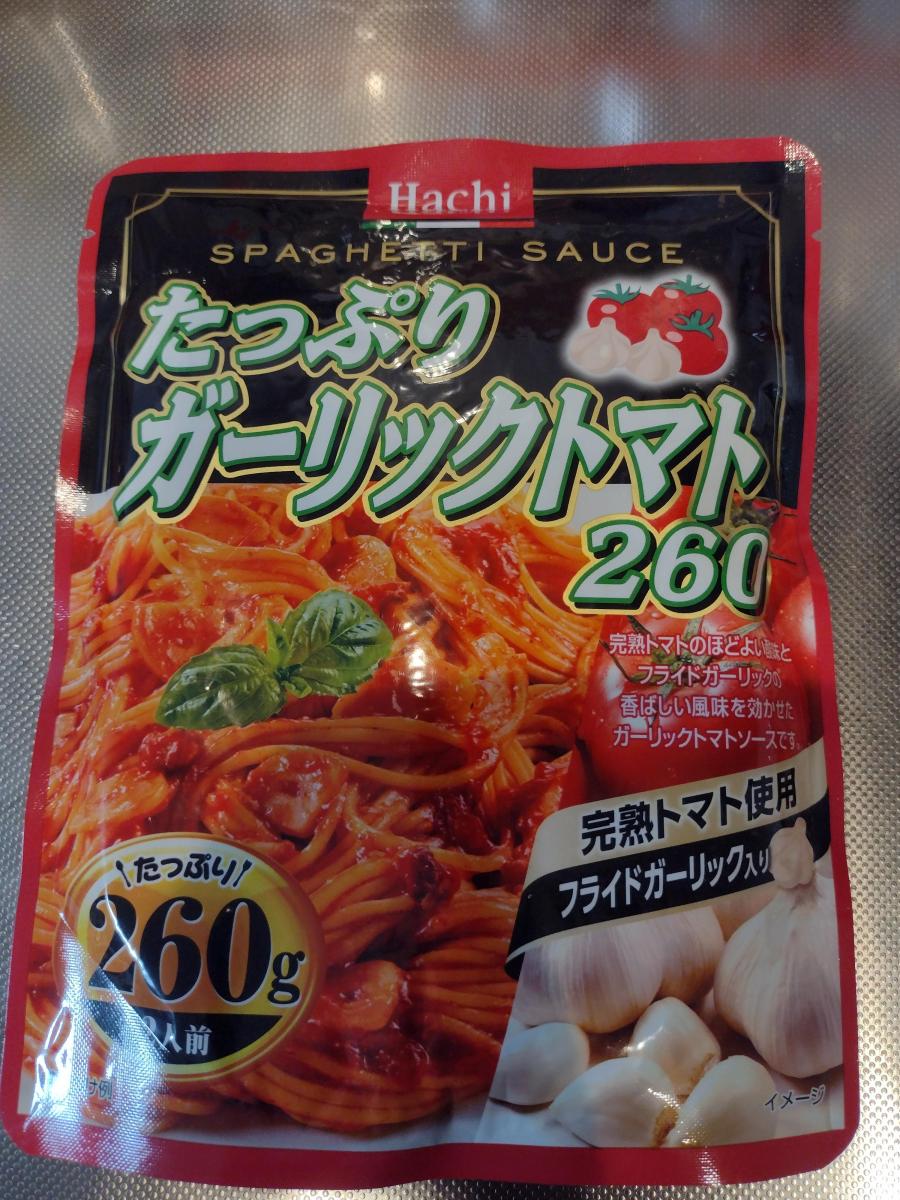 Hachi
SPAGHETTI SAUCE
たっぷり
ガーリックトマト
260
完熟トマトのほどよい酸味と
フライドガーリックの
香ばしい風味を効かせた
ガーリックトマトソースです。
完熟トマト使用
フライドガーリック入り
たっぷり
260g
人前
イメージ